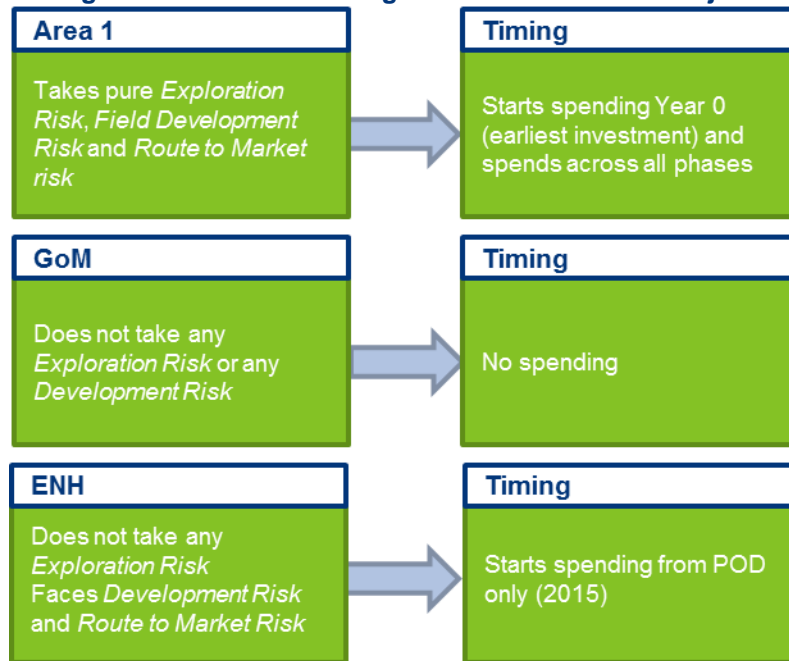 Area 1
Timing
Takes pure Exploration
Risk, Field Development
Risk and Route to Market
risk
Starts spending Year 0
(earliest investment) and
spends across all phases
GoM
Timing
Does not take any
Exploration Risk or any
Development Risk
No spending
ENH
Timing
Does not take any
Exploration Risk
Faces Development Risk
and Route to Market Risk
Starts spending from POD
only (2015)